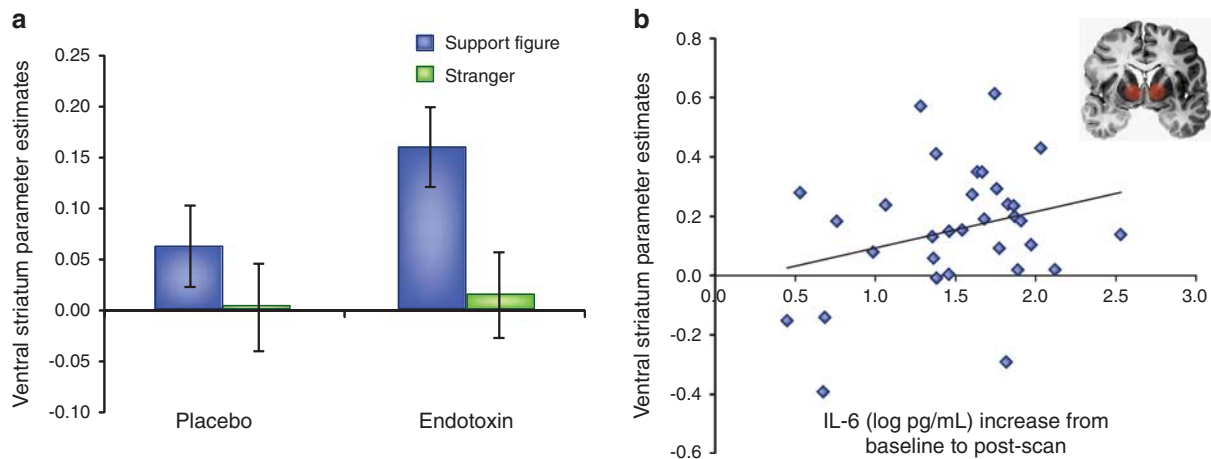 a
Ventral striatum parameter estimates
0.25
0.20
0.15
0.10
0.05
0.00
-0.05
-0.10
Support figure
Stranger
Placebo
Endotoxin
b
Ventral striatum parameter estimates
0.8
0.6
0.4
0.2
0.0
-0.2
-0.4
-0.6
0.0 0.5 1.0 1.5 2.0 2.5 3.0
IL-6 (log pg/mL) increase from
baseline to post-scan